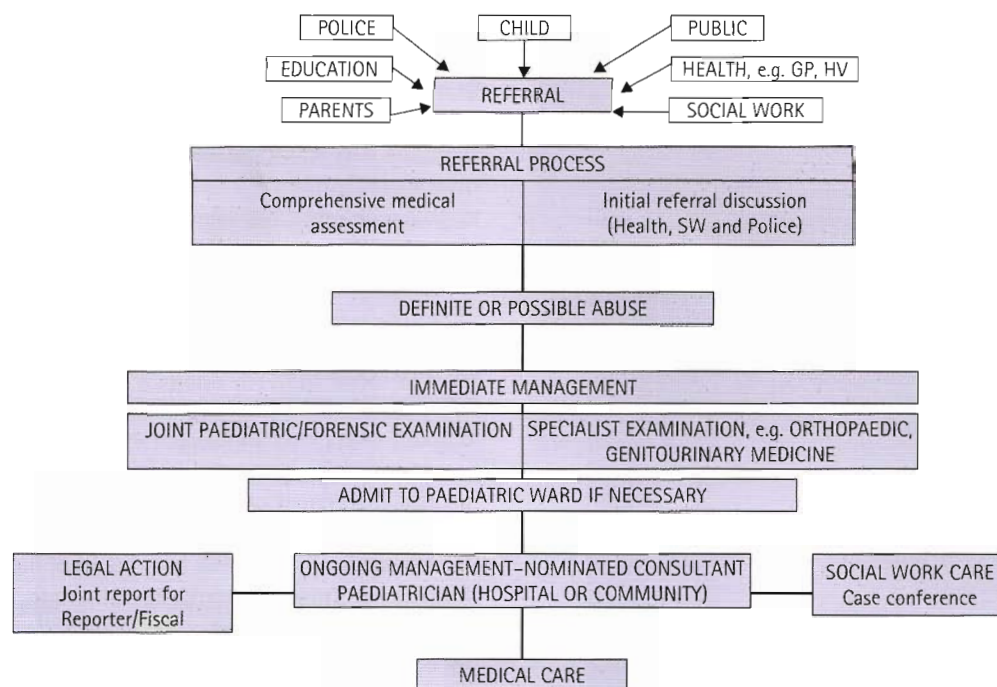 POLICE
CHILD
PUBLIC
EDUCATION
HEALTH, e.g. GP, HV
REFERRAL
PARENTS
SOCIAL WORK
REFERRAL PROCESS
Comprehensive medical
assessment
Initial referral discussion
(Health, SW and Police)
DEFINITE OR POSSIBLE ABUSE
IMMEDIATE MANAGEMENT
JOINT PAEDIATRIC/FORENSIC EXAMINATION
SPECIALIST EXAMINATION, e.g. ORTHOPAEDIC,
GENITOURINARY MEDICINE
ADMIT TO PAEDIATRIC WARD IF NECESSARY
LEGAL ACTION
Joint report for
Reporter/Fiscal
ONGOING MANAGEMENT–NOMINATED CONSULTANT
PAEDIATRICIAN (HOSPITAL OR COMMUNITY)
SOCIAL WORK CARE
Case conference
MEDICAL CARE